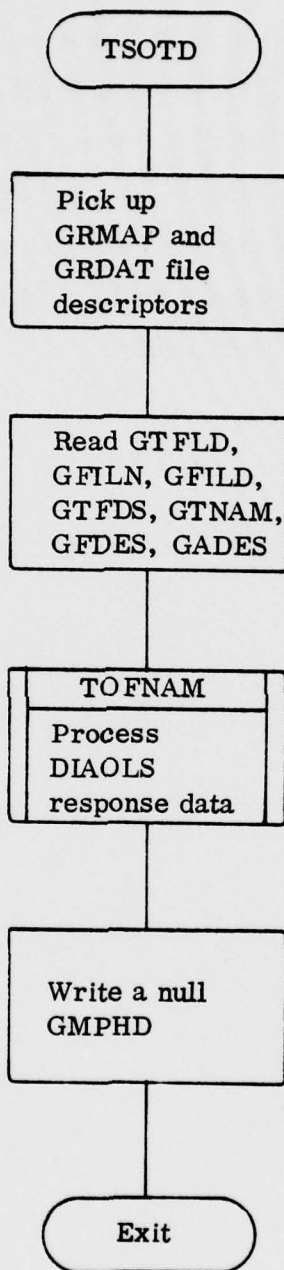 TSOTD
Pick up
GRMAP and
GRDAT file
descriptors
Read GTFLD,
GFILN, GFILD,
GTFDS, GTNAM,
GFDES, GADES
TOFNAM
Process
DIAOLS
response data
Write a null
GMPHD
Exit